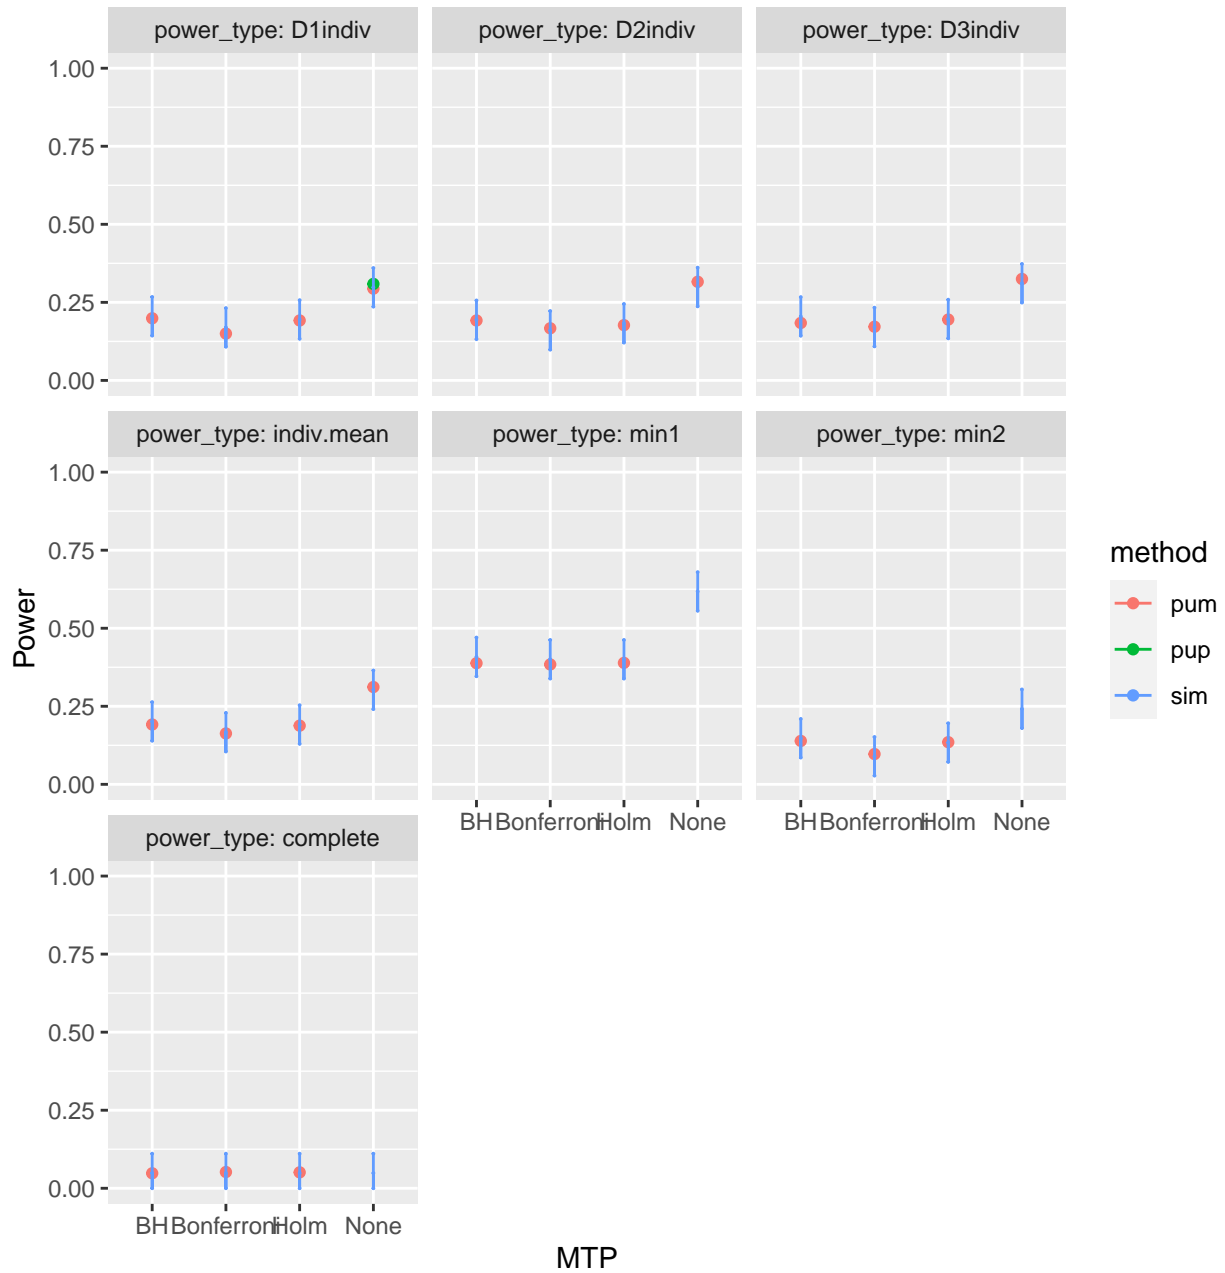 power_type: D1indiv power_type: D2indiv power_type: D3indiv
1.00
0.75
0.50
0.25
0.00
power_type: indiv.mean power_type: min1 power_type: min2
1.00
0.75
0.50
0.25
0.00
BH Bonferroni Holm None BH Bonferroni Holm None
power_type: complete
1.00
0.75
0.50
0.25
0.00
BH Bonferroni Holm None
MTP
Power
method
pum
pup
sim